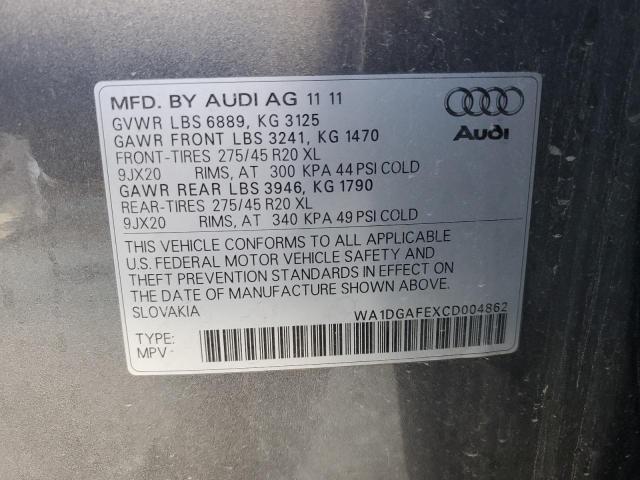 MFD. BY AUDI AG 11 11
GVWR LBS 6889, KG 3125
GAWR FRONT LBS 3241, KG 1470
FRONT-TIRES 275/45 R20 XL
9JX20 RIMS, AT 300 KPA 44 PSI COLD
GAWR REAR LBS 3946, KG 1790
REAR-TIRES 275/45 R20 XL
9JX20 RIMS, AT 340 KPA 49 PSI COLD
THIS VEHICLE CONFORMS TO ALL APPLICABLE
U.S. FEDERAL MOTOR VEHICLE SAFETY AND
THEFT PREVENTION STANDARDS IN EFFECT ON
THE DATE OF MANUFACTURE SHOWN ABOVE.
SLOVAKIA
WA1DGAFEXCD004862
TYPE:
MPV -
Audi